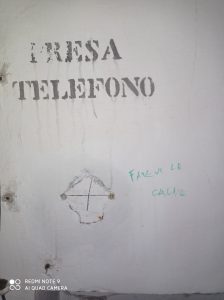 PRESA
TELEFONO
REDMI NOTE 9
AI QUAD CAMERA